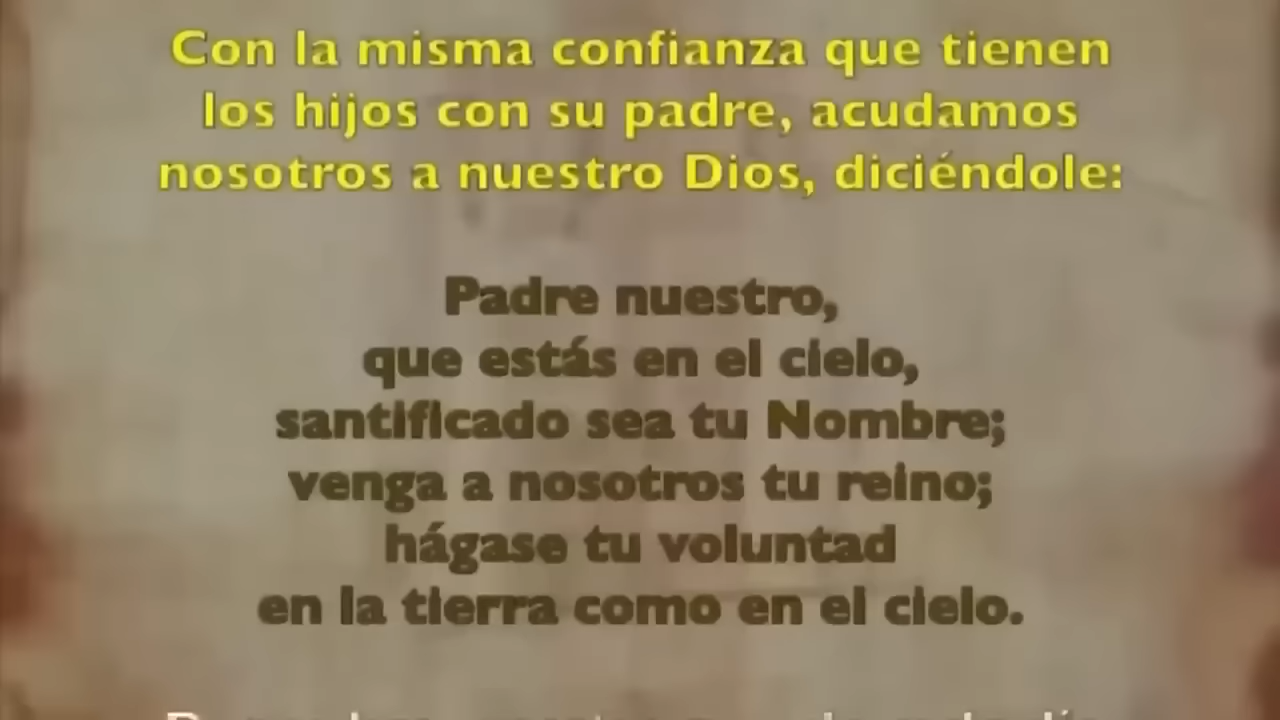 Con la misma confianza que tienen
los hijos con su padre, acudamos
nosotros a nuestro Dios, diciéndole:
Padre nuestro,
que estás en el cielo,
santificado sea tu Nombre;
venga a nosotros tu reino;
hágase tu voluntad
en la tierra como en el cielo.